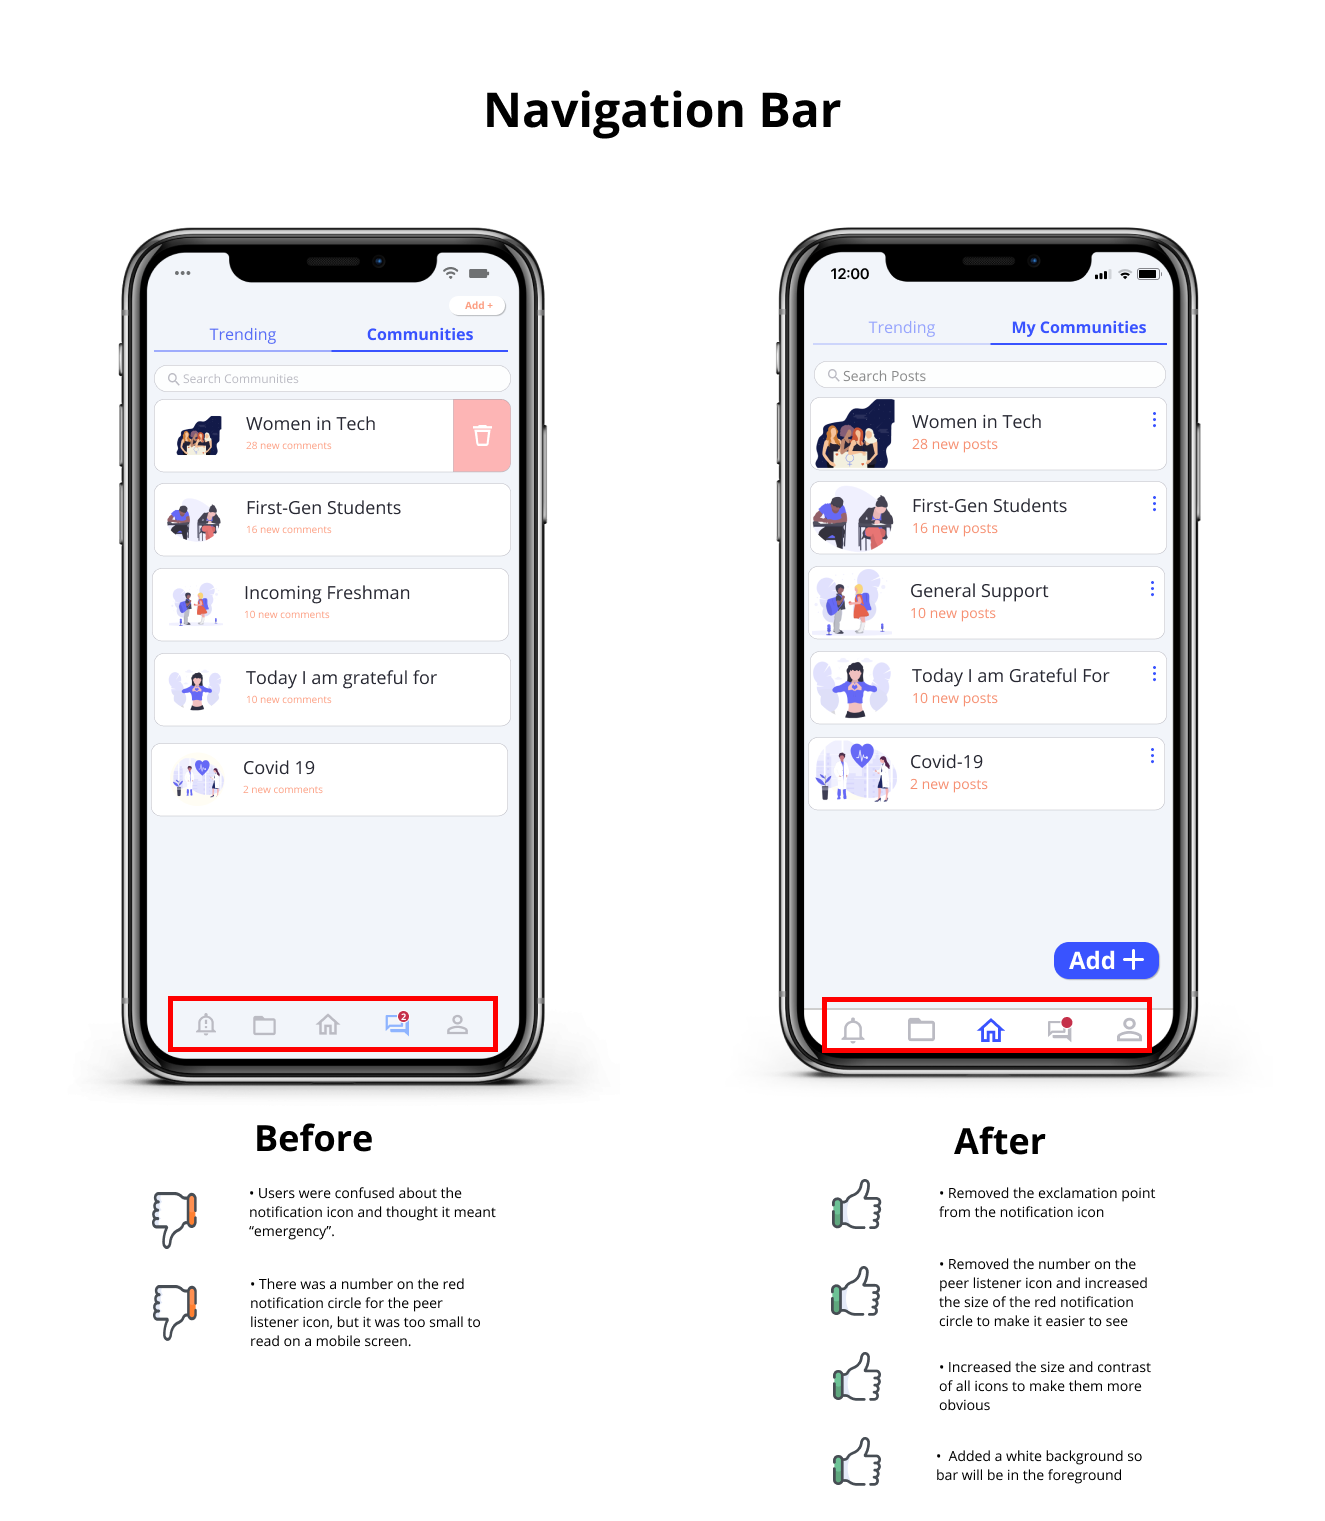 Navigation Bar
Add +
Trending
Communities
Search Communities
Women in Tech
28 new comments
First-Gen Students
16 new comments
Incoming Freshman
10 new comments
Today I am grateful for
10 new comments
Covid 19
2 new comments
2
12:00
Trending
My Communities
Search Posts
Women in Tech
28 new posts
First-Gen Students
16 new posts
General Support
10 new posts
Today I am Grateful For
10 new posts
Covid-19
2 new posts
Add +
Before
• Users were confused about the
notification icon and thought it meant
“emergency”.
• There was a number on the red
notification circle for the peer
listener icon, but it was too small to
read on a mobile screen.
After
• Removed the exclamation point
from the notification icon
• Removed the number on the
peer listener icon and increased
the size of the red notification
circle to make it easier to see
• Increased the size and contrast
of all icons to make them more
obvious
• Added a white background so
bar will be in the foreground